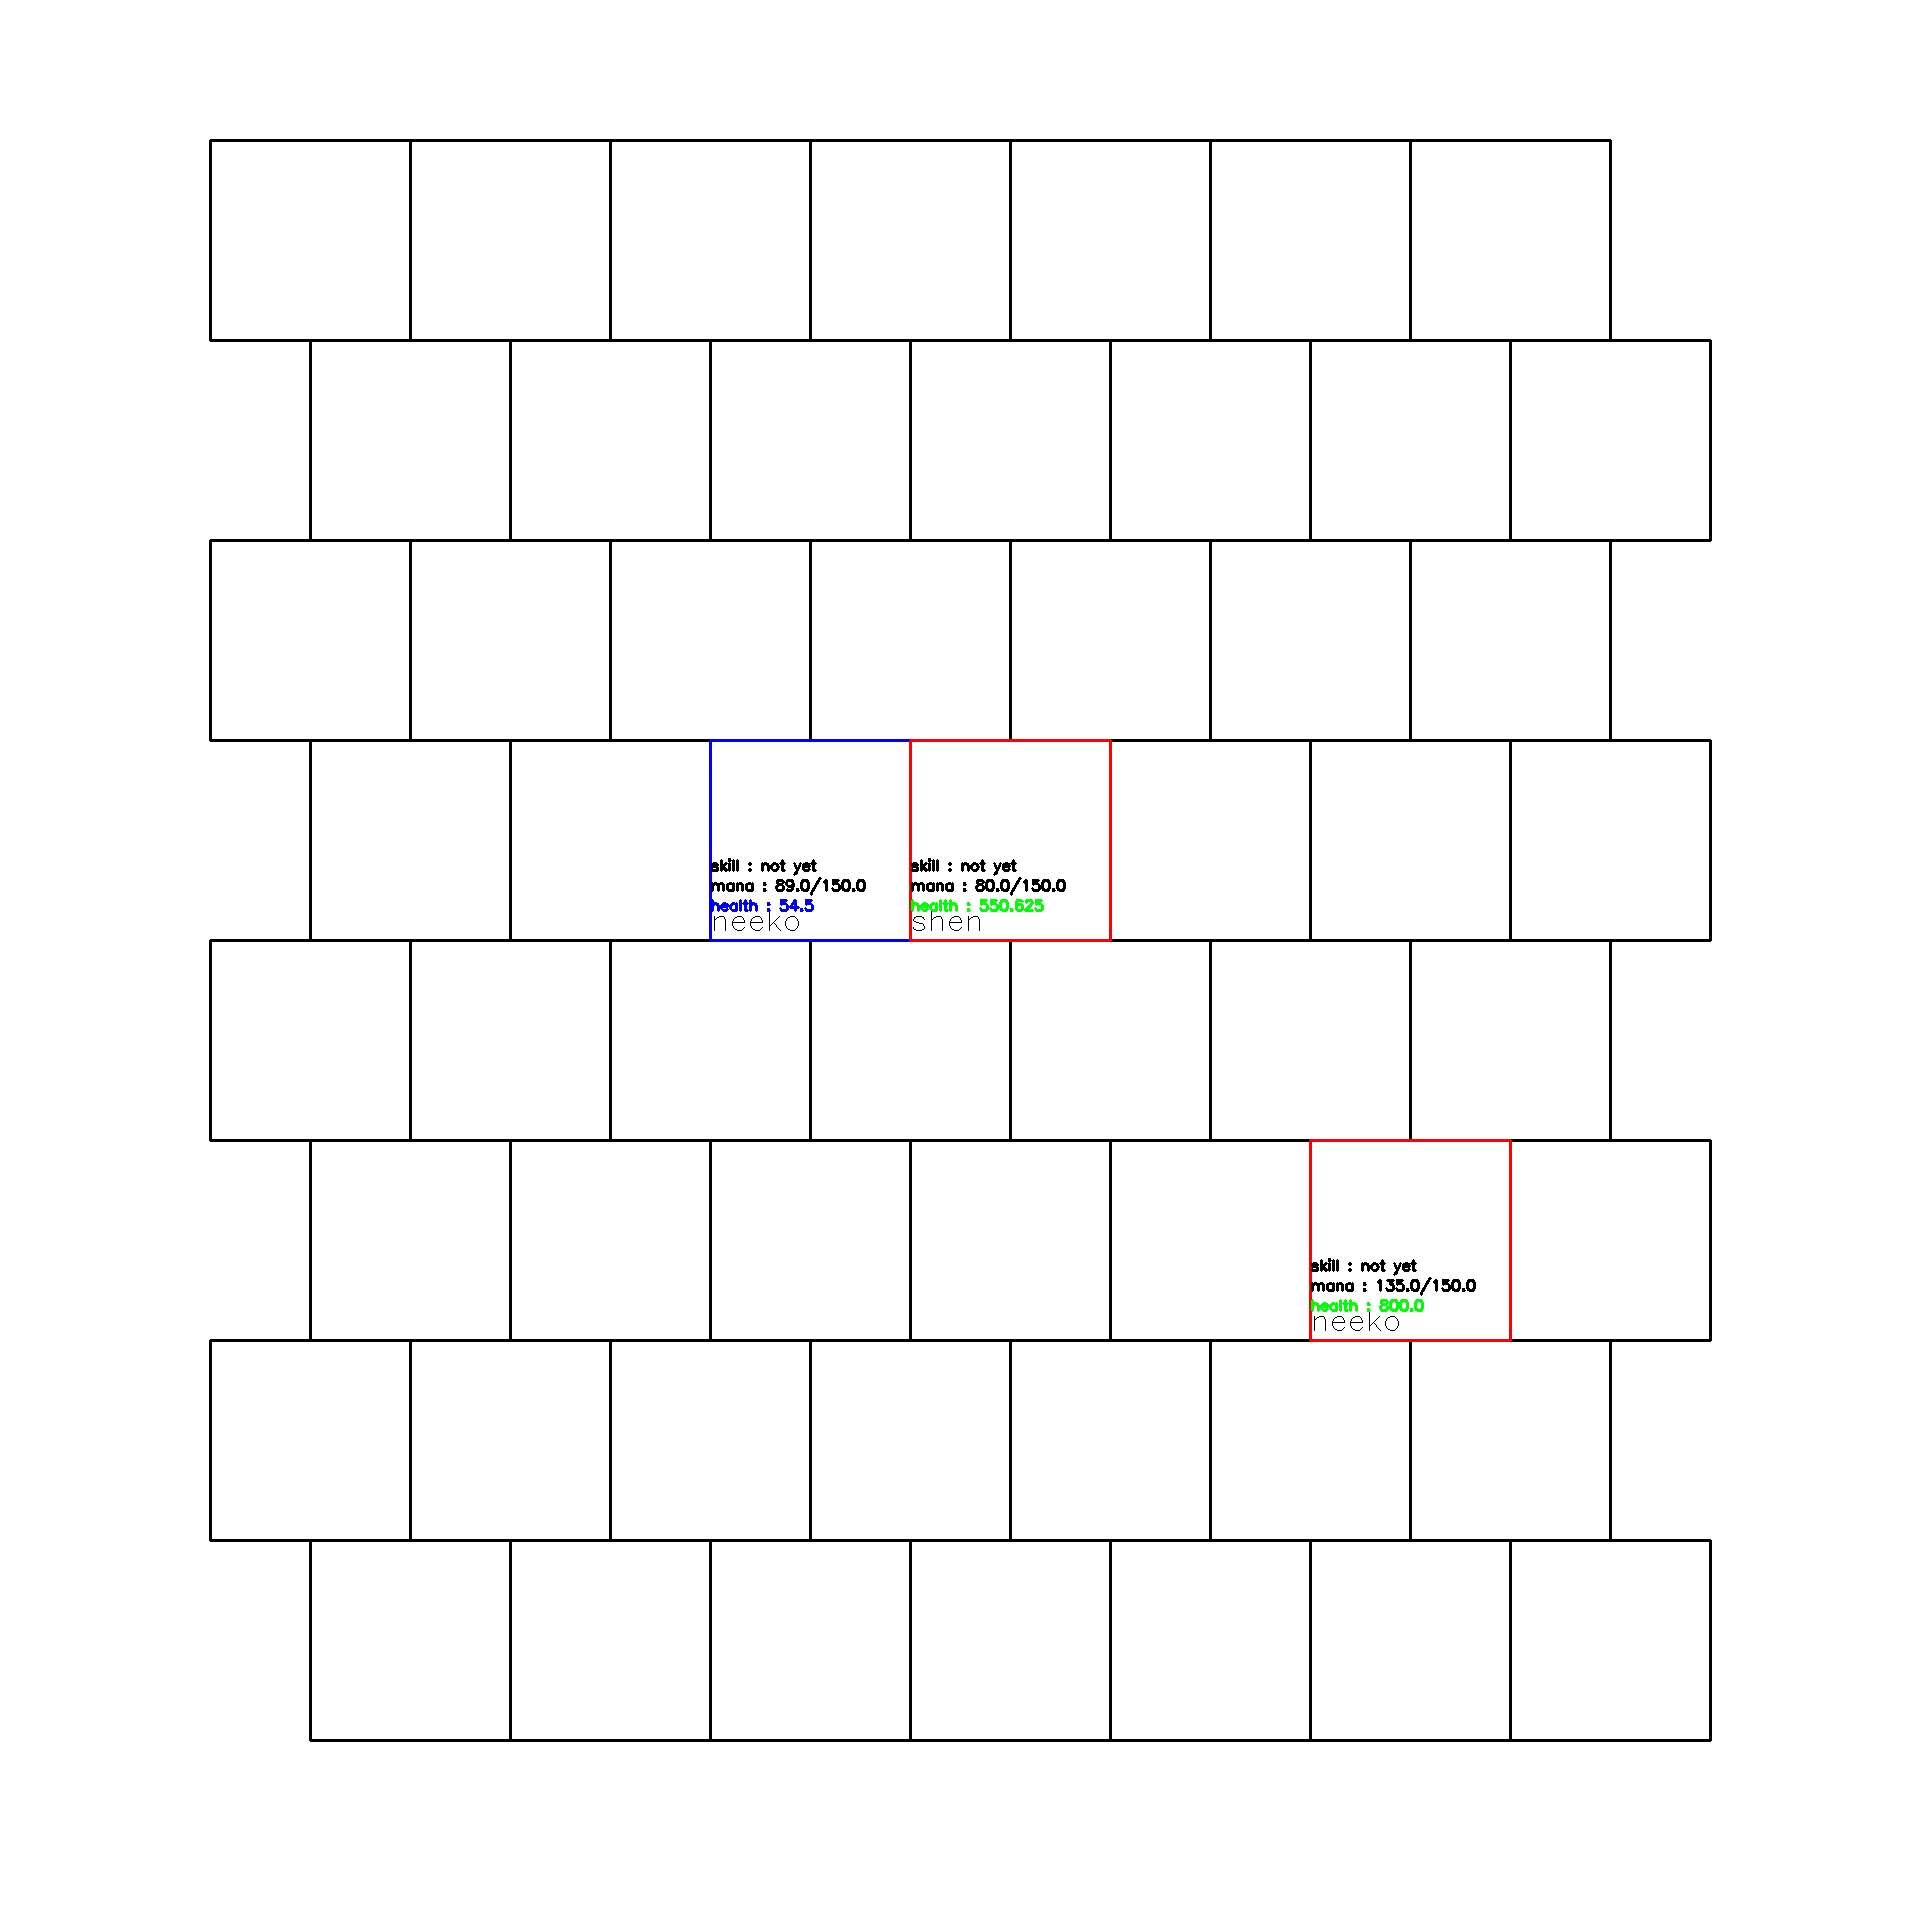 skill : not yet
mana : 89.0/150.0
health : 54.5
neeko
skill : not yet
mana : 80.0/150.0
health : 550.625
shen
skill : not yet
mana : 135.0/150.0
health : 800.0
neeko